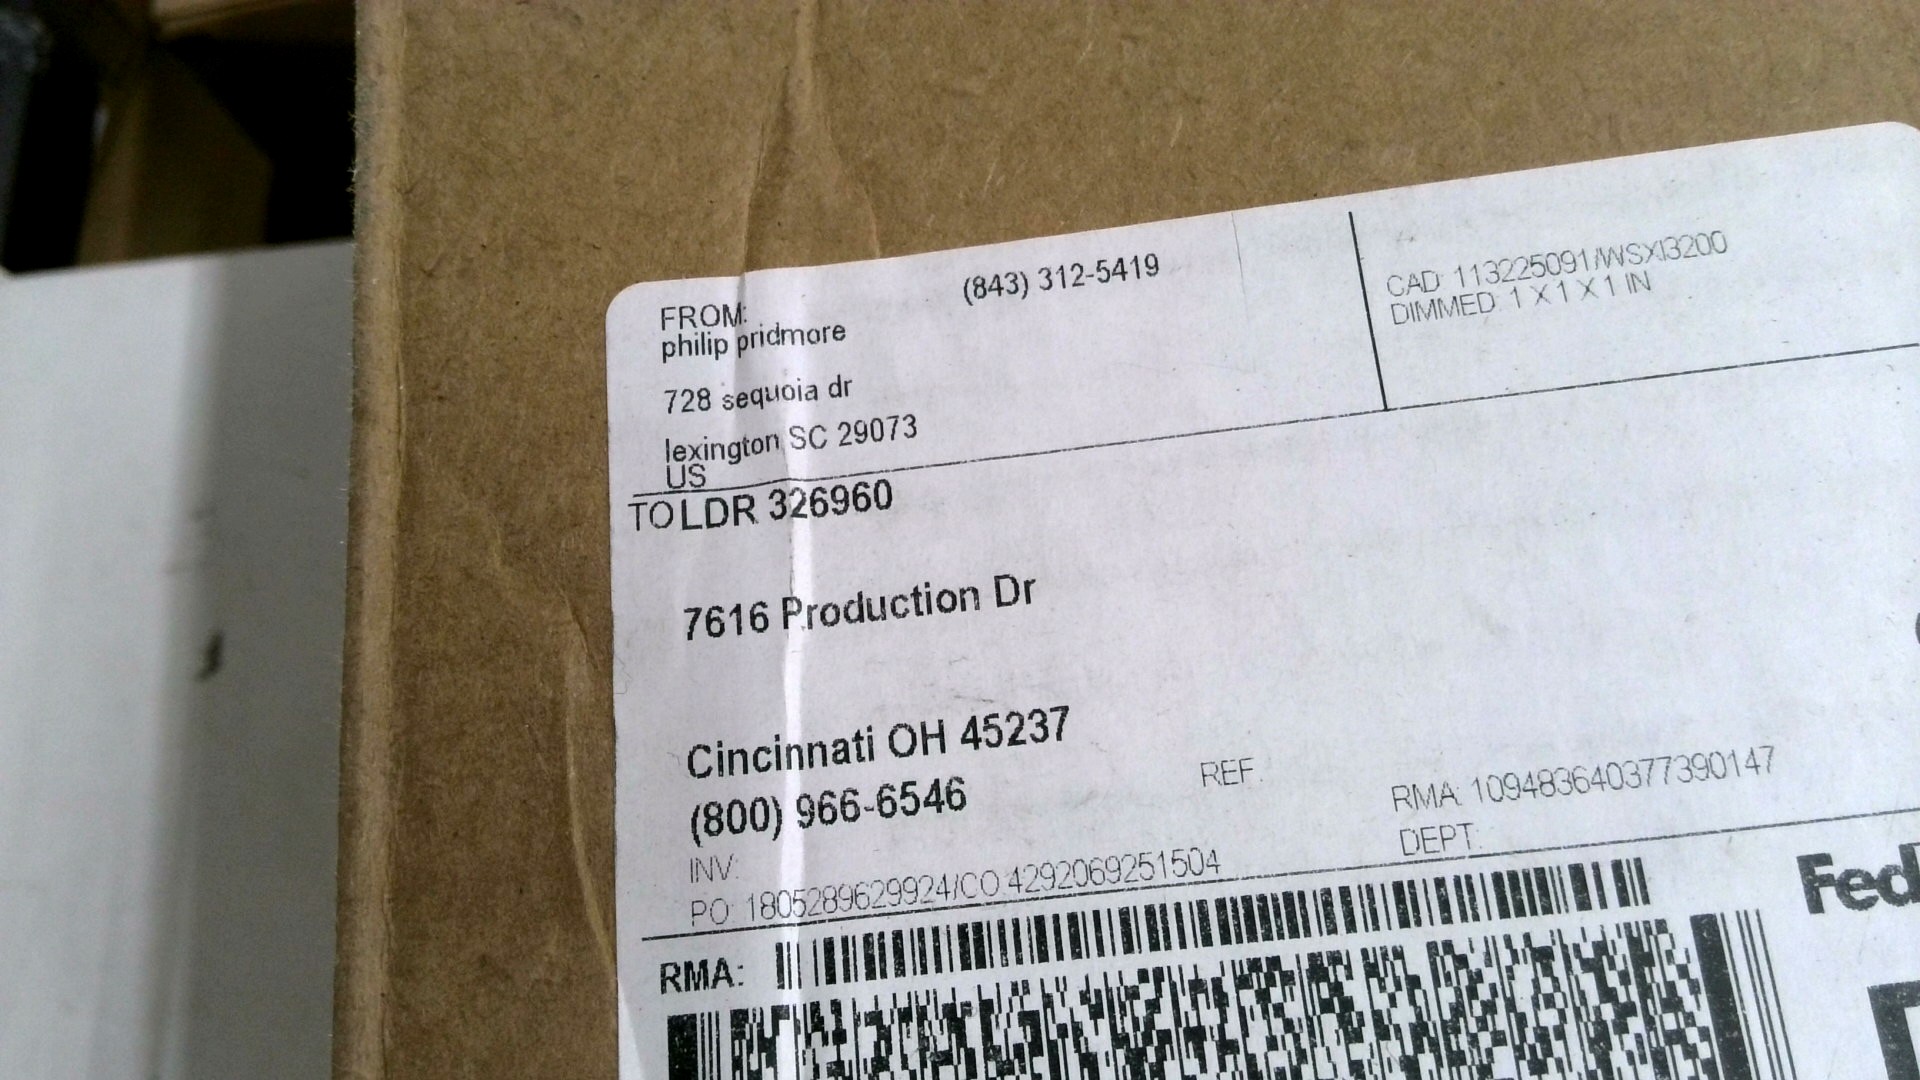 FROM: (843) 312-5419
philip pridmore
728 sequoia dr
lexington SC 29073
US
CAD: 113225091/WSXI3200
DIMMED: 1 X 1 X 1 IN
TO LDR 326960
7616 Production Dr
Cincinnati OH 45237
(800) 966-6546
REF:
INV:
RMA: 109483640377390147
PO: 1805289629924/CO:4292069251504
DEPT:
RMA:
Fed